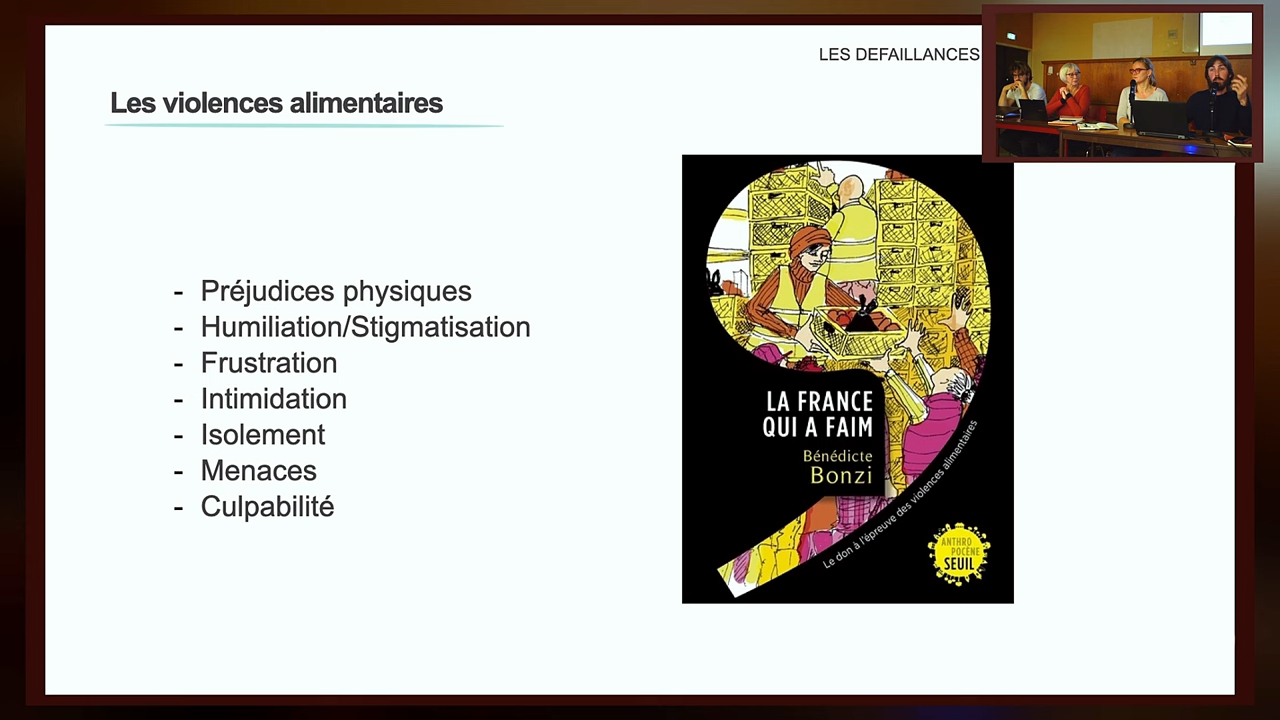 LES DEFAILLANCES
Les violences alimentaires
- Préjudices physiques
- Humiliation/Stigmatisation
- Frustration
- Intimidation
- Isolement
- Menaces
- Culpabilité
LA FRANCE
QUI A FAIM
Bénédicte
Bonzi
Le don à l'épreuve des violences alimentaires
ANTHRO
POCÈNE
SEUIL